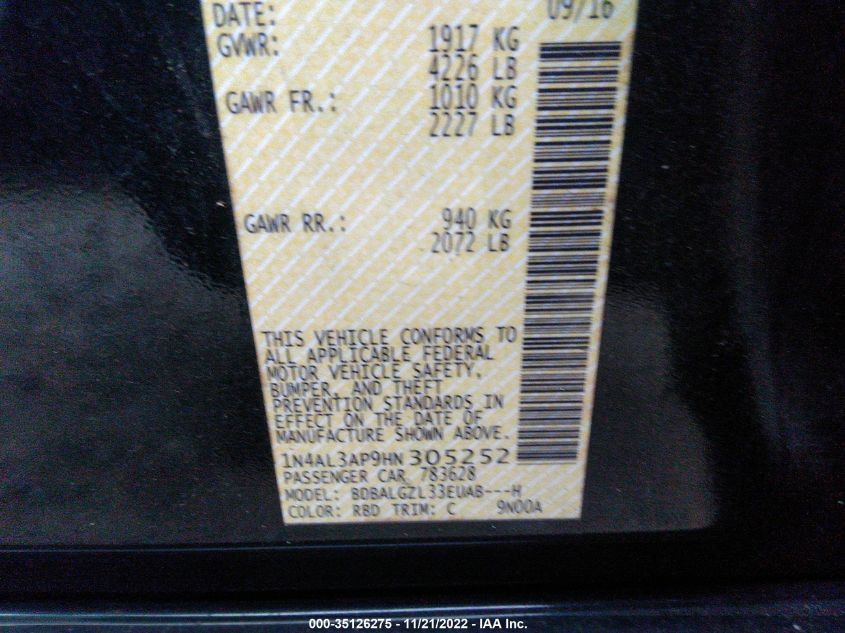 DATE: 09/16
GVWR: 1917 KG
4226 LB
GAWR FR.: 1010 KG
2227 LB
GAWR RR.: 940 KG
2072 LB
THIS VEHICLE CONFORMS TO
ALL APPLICABLE FEDERAL
MOTOR VEHICLE SAFETY,
BUMPER, AND THEFT
PREVENTION STANDARDS IN
EFFECT ON THE DATE OF
MANUFACTURE SHOWN ABOVE.
1N4AL3AP9HN305252
PASSENGER CAR 783628
MODEL: BDBALGZL33EUAB---H
COLOR: RBD TRIM: C 9N00A
000-35126275 - 11/21/2022 - IAA Inc.